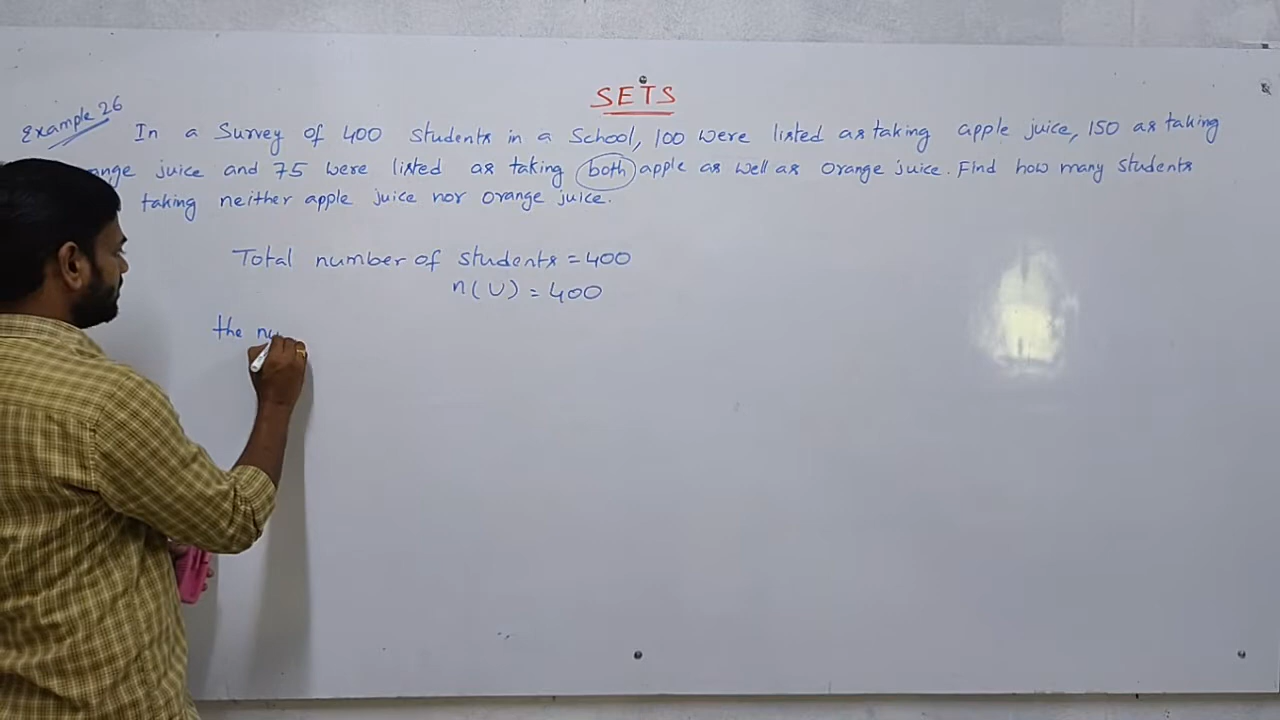 SETS
Example 26
In a Survey of 400 students in a School, 100 were listed as taking apple juice, 150 as taking
juice and 75 were listed as taking both apple as well as orange juice. Find how many students
taking neither apple juice nor orange juice.
Total number of students = 400
n(U) = 400
the nu